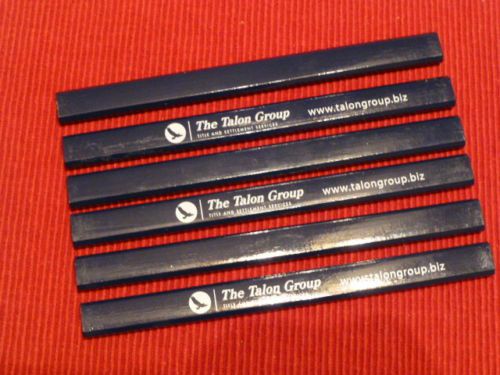 The Talon Group www.talongroup.biz
TITLE AND SETTLEMENT SERVICES
The Talon Group www.talongroup.biz
TITLE AND SETTLEMENT SERVICES
The Talon Group www.talongroup.biz
TITLE